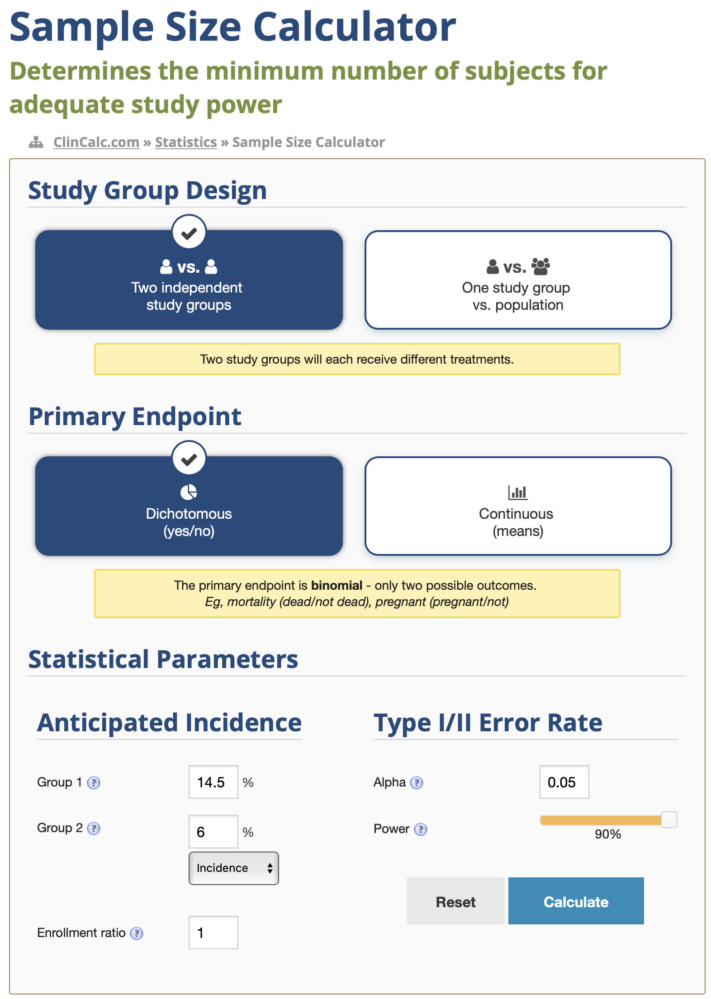 Sample Size Calculator
Determines the minimum number of subjects for
adequate study power
ClinCalc.com » Statistics » Sample Size Calculator
Study Group Design
vs.
Two independent
study groups
vs.
One study group
vs. population
Two study groups will each receive different treatments.
Primary Endpoint
Dichotomous
(yes/no)
Continuous
(means)
The primary endpoint is binomial - only two possible outcomes.
Eg, mortality (dead/not dead), pregnant (pregnant/not)
Statistical Parameters
Anticipated Incidence
Group 1 ? 14.5 %
Group 2 ? 6 %
Incidence
Enrollment ratio ? 1
Type I/II Error Rate
Alpha ? 0.05
Power ? 90%
Reset Calculate